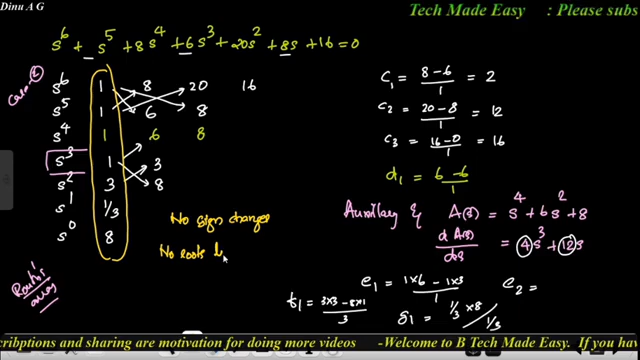 Dinu A G
Tech Made Easy : Please subs
s⁶ + s⁵ + 8s⁴ + 6s³ + 20s² + 8s + 16 = 0
Case 2
s⁶ 1 8 20 16
s⁵ 1 6 8
s⁴ 1 6 8
s³ 1 3
s² 3 8
s¹ 1/3
s⁰ 8
Routh's array
No sign changes
No roots
c₁ = (8-6)/1 = 2
c₂ = (20-8)/1 = 12
c₃ = (16-0)/1 = 16
d₁ = (6-6)/1
Auxiliary Eq A(s) = s⁴ + 6s² + 8
dA(s)/ds = 4s³ + 12s
e₁ = (1×6 - 1×3)/1 e₂ =
f₁ = (3×3 - 8×1)/3 g₁ = (1/3 × 8)/(1/3)
cribptions and sharing are motivation for doing more videos -Welcome to B Tech Made Easy. If you hav